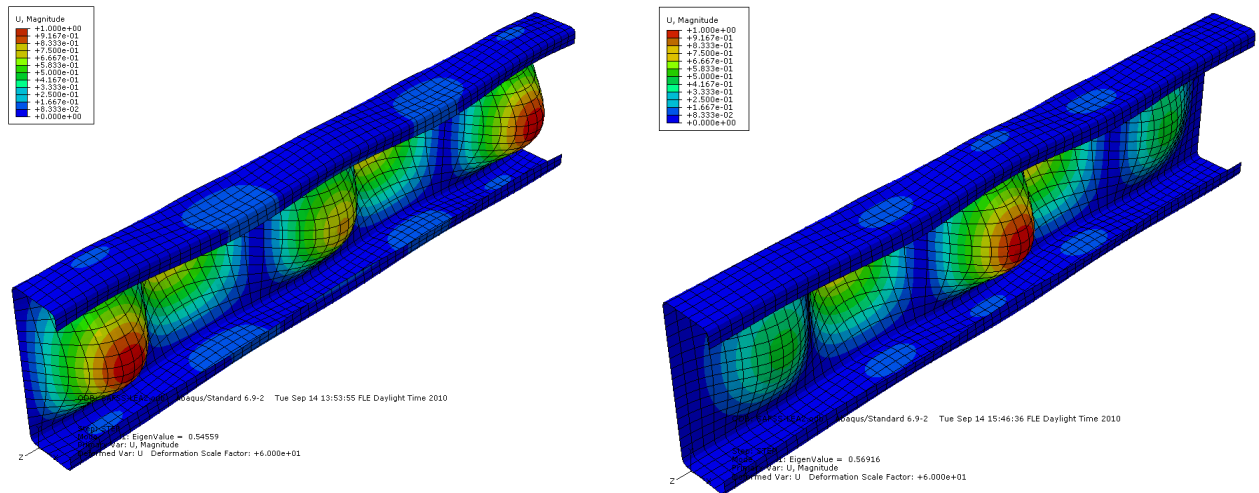 U, Magnitude
+1.000e+00
+9.167e-01
+8.333e-01
+7.500e-01
+6.667e-01
+5.833e-01
+5.000e-01
+4.167e-01
+3.333e-01
+2.500e-01
+1.667e-01
+8.333e-02
+0.000e+00
Abaqus/Standard 6.9-2 Tue Sep 14 13:53:55 FLE Daylight Time 2010
1: EigenValue = 0.54559
Var: U, Magnitude
Deformed Var: U Deformation Scale Factor: +6.000e+01
Z
U, Magnitude
+1.000e+00
+9.167e-01
+8.333e-01
+7.500e-01
+6.667e-01
+5.833e-01
+5.000e-01
+4.167e-01
+3.333e-01
+2.500e-01
+1.667e-01
+8.333e-02
+0.000e+00
Abaqus/Standard 6.9-2 Tue Sep 14 15:46:36 FLE Daylight Time 2010
1: EigenValue = 0.56916
Var: U, Magnitude
Deformed Var: U Deformation Scale Factor: +6.000e+01
Z